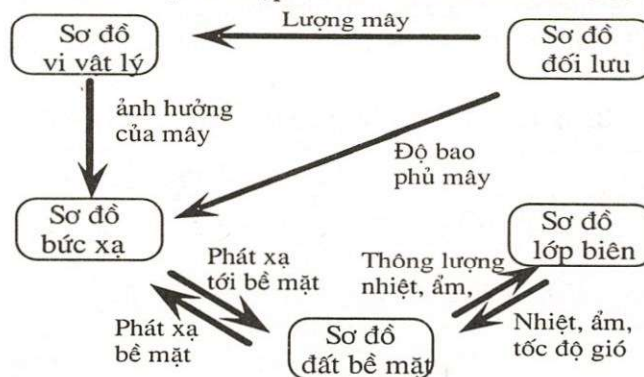 Lượng mây
Sơ đồ
vi vật lý
Sơ đồ
đối lưu
ảnh hưởng
của mây
Độ bao
phủ mây
Sơ đồ
bức xạ
Sơ đồ
lớp biên
Phát xạ
tới bề mặt
Thông lượng
nhiệt, ẩm,
Phát xạ
bề mặt
Sơ đồ
đất bề mặt
Nhiệt, ẩm,
tốc độ gió